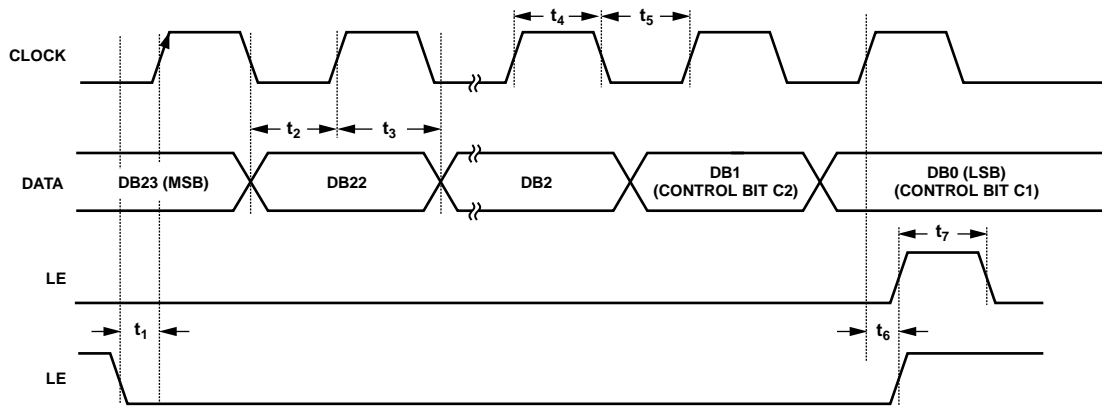 t4
t5
CLOCK
t2
t3
DATA
DB23 (MSB)
DB22
DB2
DB1
(CONTROL BIT C2)
DB0 (LSB)
(CONTROL BIT C1)
t7
LE
t1
t6
LE